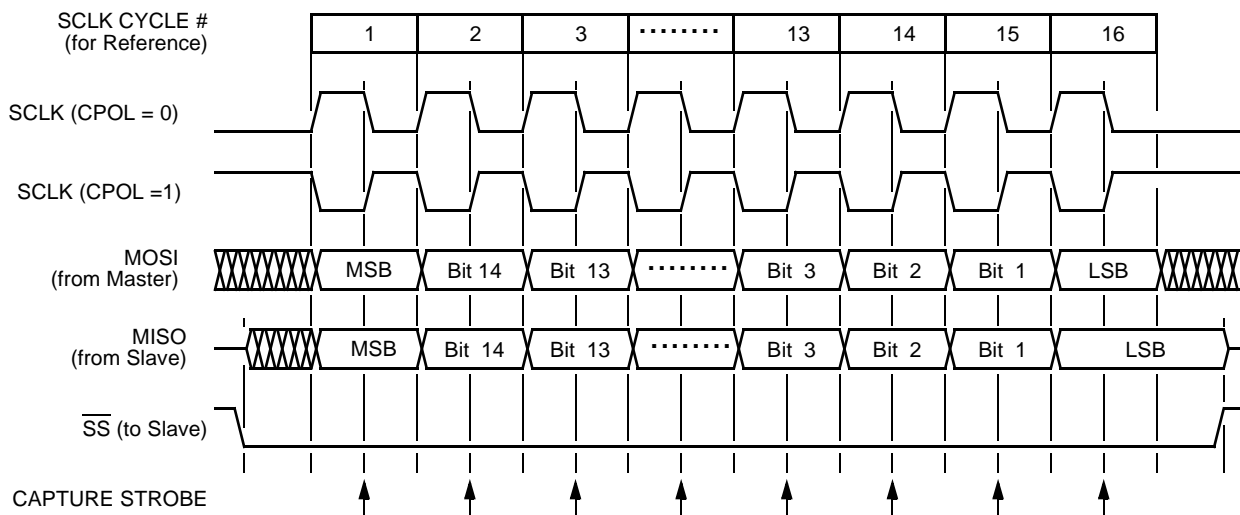 SCLK CYCLE #
(for Reference)
1 2 3 ········ 13 14 15 16
SCLK (CPOL = 0)
SCLK (CPOL =1)
MOSI
(from Master)
MSB Bit 14 Bit 13 ········ Bit 3 Bit 2 Bit 1 LSB
MISO
(from Slave)
MSB Bit 14 Bit 13 ········ Bit 3 Bit 2 Bit 1 LSB
S̅S̅ (to Slave)
CAPTURE STROBE